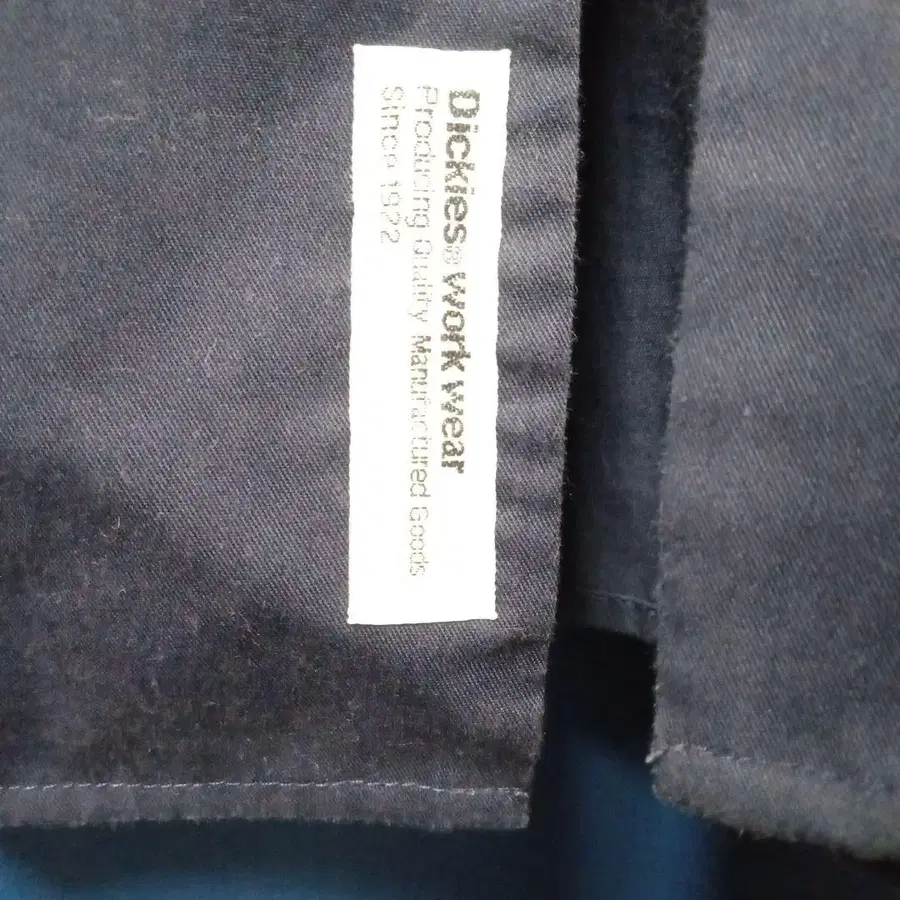 Dickies® work wear
Producing Quality Manufactured Goods
Since 1922